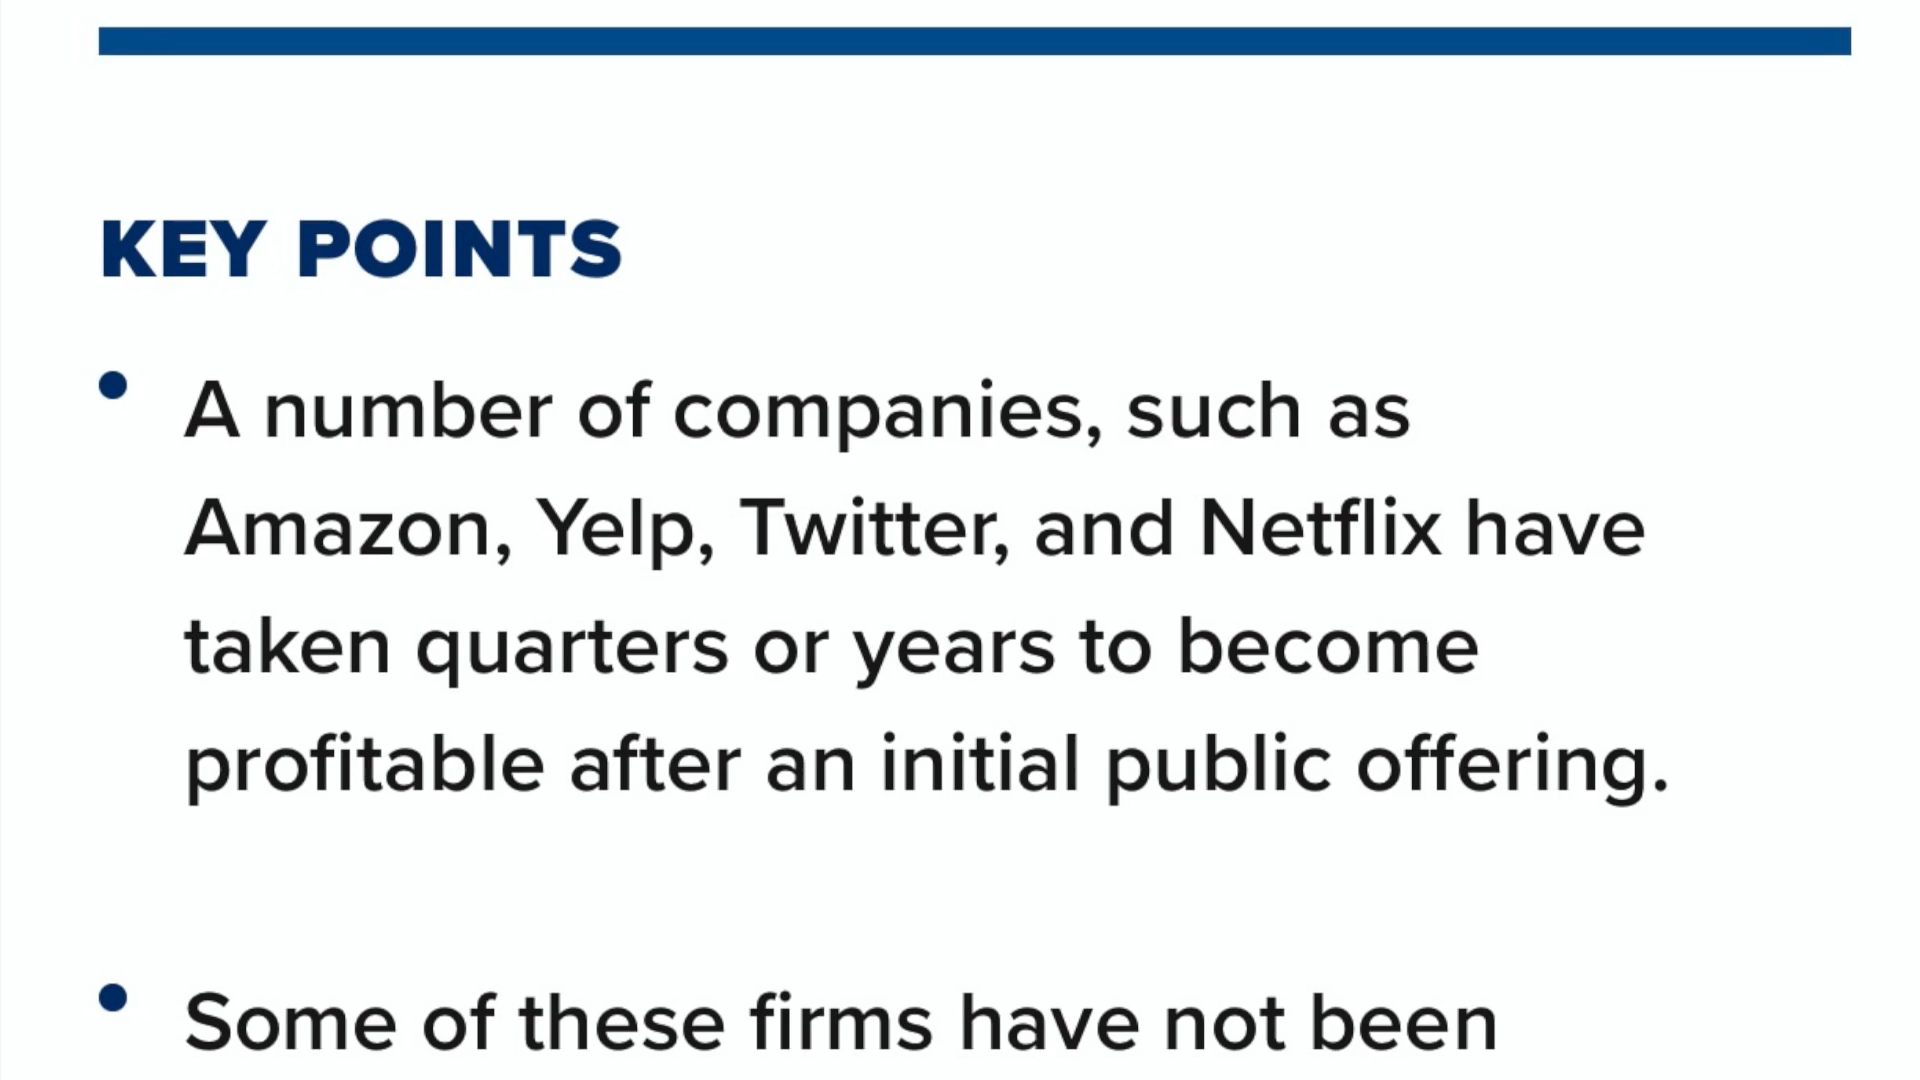 KEY POINTS
• A number of companies, such as
Amazon, Yelp, Twitter, and Netflix have
taken quarters or years to become
profitable after an initial public offering.
• Some of these firms have not been